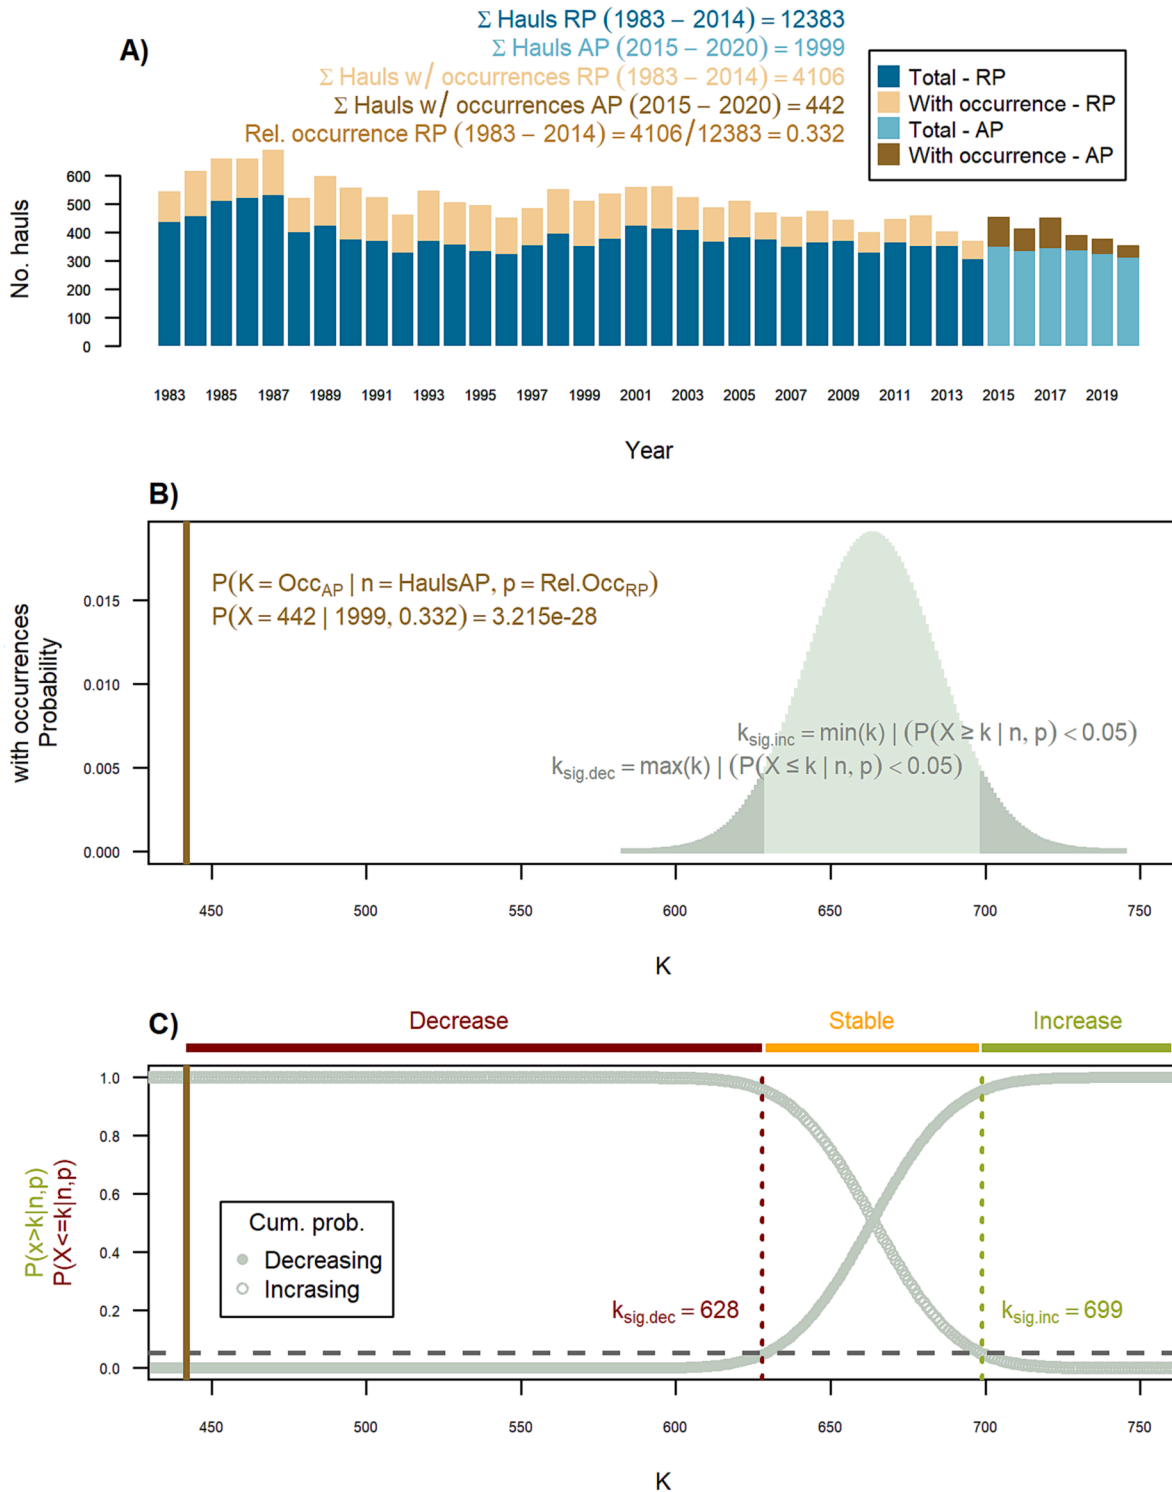 A)
Σ Hauls RP (1983 − 2014) = 12383
Σ Hauls AP (2015 − 2020) = 1999
Σ Hauls w/ occurrences RP (1983 − 2014) = 4106
Σ Hauls w/ occurrences AP (2015 − 2020) = 442
Rel. occurrence RP (1983 − 2014) = 4106/12383 = 0.332
Total - RP
With occurrence - RP
Total - AP
With occurrence - AP
No. hauls
600
500
400
300
200
100
0
1983 1985 1987 1989 1991 1993 1995 1997 1999 2001 2003 2005 2007 2009 2011 2013 2015 2017 2019
Year
B)
P(K = Occ_AP | n = HaulsAP, p = Rel.Occ_RP)
P(X = 442 | 1999, 0.332) = 3.215e-28
k_sig.inc = min(k) | (P(X ≥ k | n, p) < 0.05)
k_sig.dec = max(k) | (P(X ≤ k | n, p) < 0.05)
with occurrences
Probability
0.015
0.010
0.005
0.000
450 500 550 600 650 700 750
K
C)
Decrease Stable Increase
P(x>k|n,p)
P(X<=k|n,p)
1.0
0.8
0.6
0.4
0.2
0.0
Cum. prob.
Decreasing
Incrasing
k_sig.dec = 628
k_sig.inc = 699
450 500 550 600 650 700 750
K